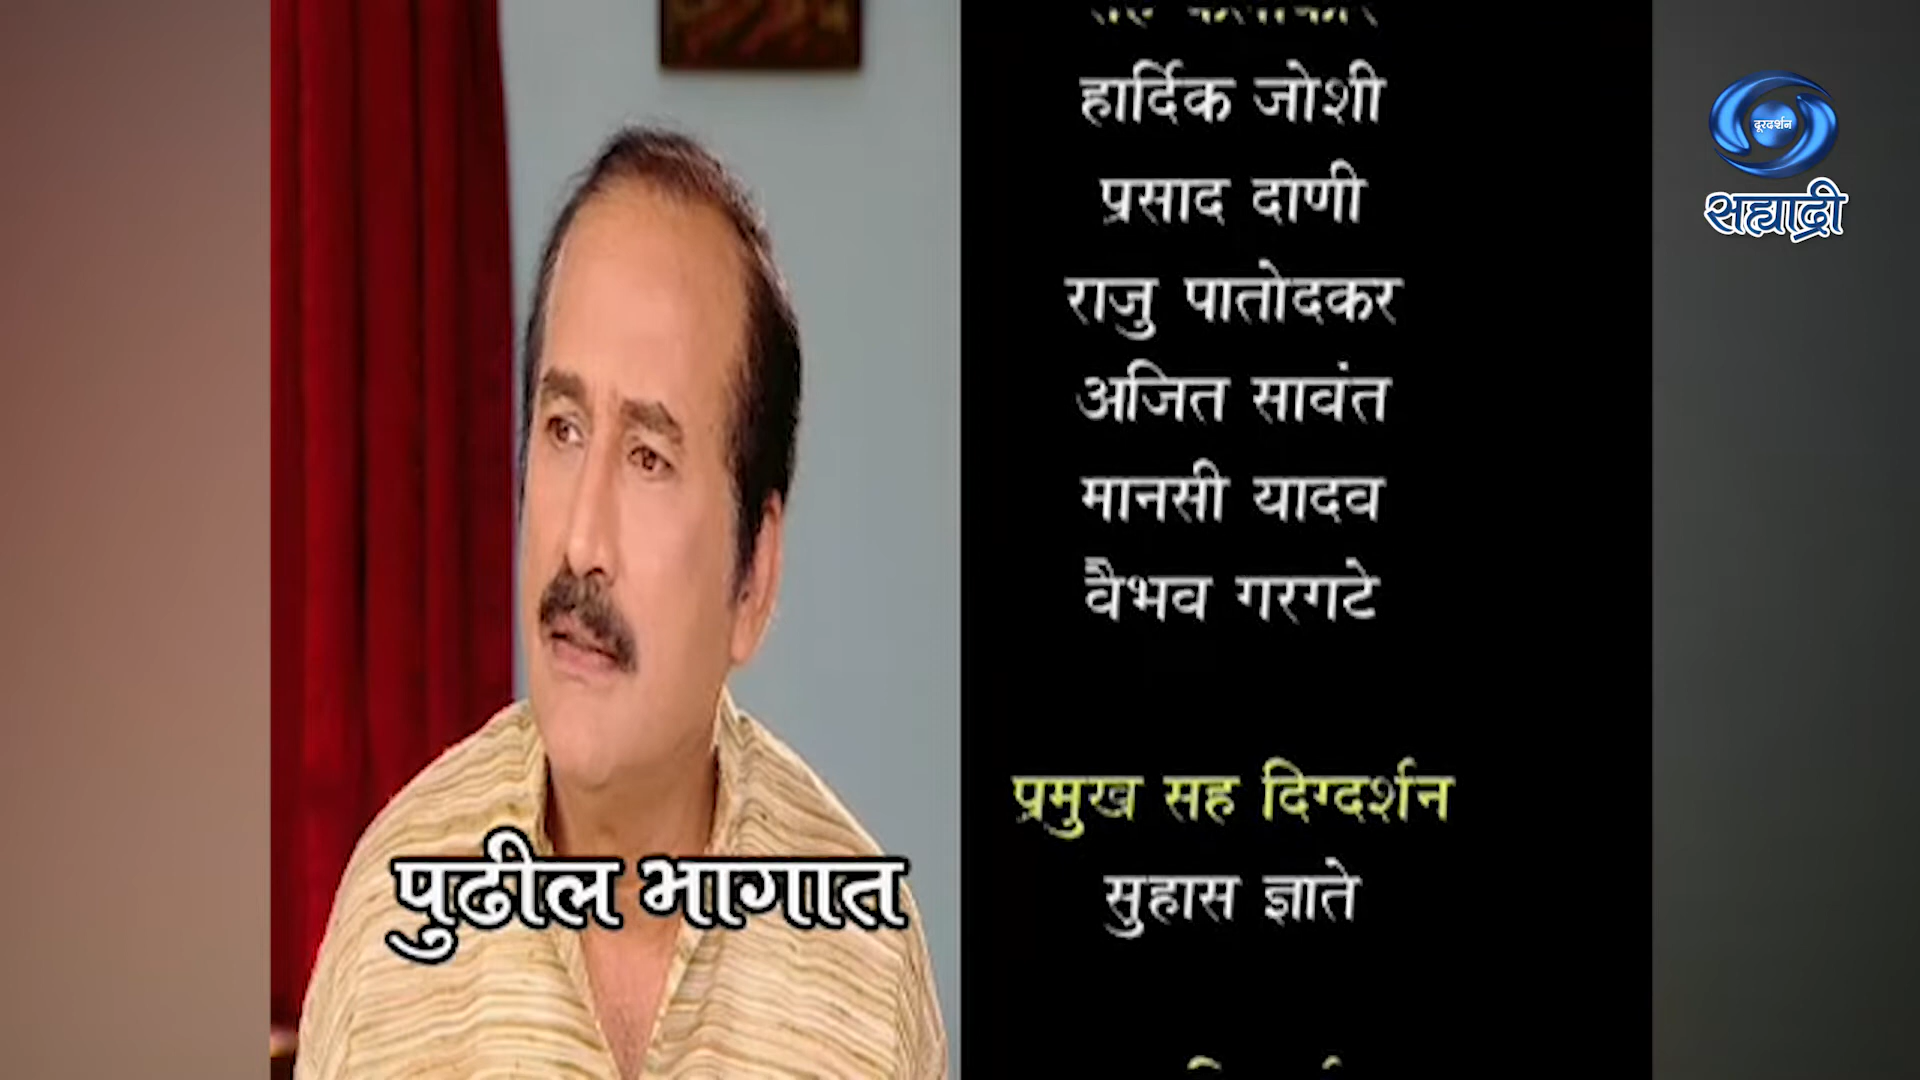 हार्दिक जोशी
प्रसाद दाणी
राजु पातोदकर
अजित सावंत
मानसी यादव
वैभव गरगटे
प्रमुख सह दिग्दर्शन
सुहास ज्ञाते
पुढील भागात
दूरदर्शन
सह्याद्री